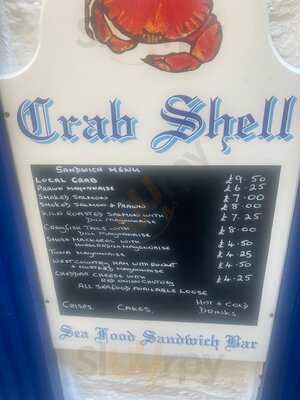 Crab Shell
SANDWICH MENU
LOCAL CRAB £9.50
PRAWN MAYONNAISE £6.25
SMOKED SALMON £7.00
SMOKED SALMON & PRAWN £8.00
KILN ROASTED SALMON WITH
DILL MAYONNAISE £7.25
CRAYFISH TAILS WITH
DILL MAYONNAISE £8.00
SMOKED MACKEREL WITH
HORSERADISH MAYONNAISE £4.50
TUNA MAYONNAISE £4.25
WEST COUNTRY HAM WITH ROCKET
& MUSTARD MAYONNAISE £4.50
CHEDDAR CHEESE WITH
RED ONION CHUTNEY £4.25
ALL SEAFOOD AVAILABLE LOOSE
CRISPS. CAKES. HOT + COLD
DRINKS
Sea Food Sandwich Bar